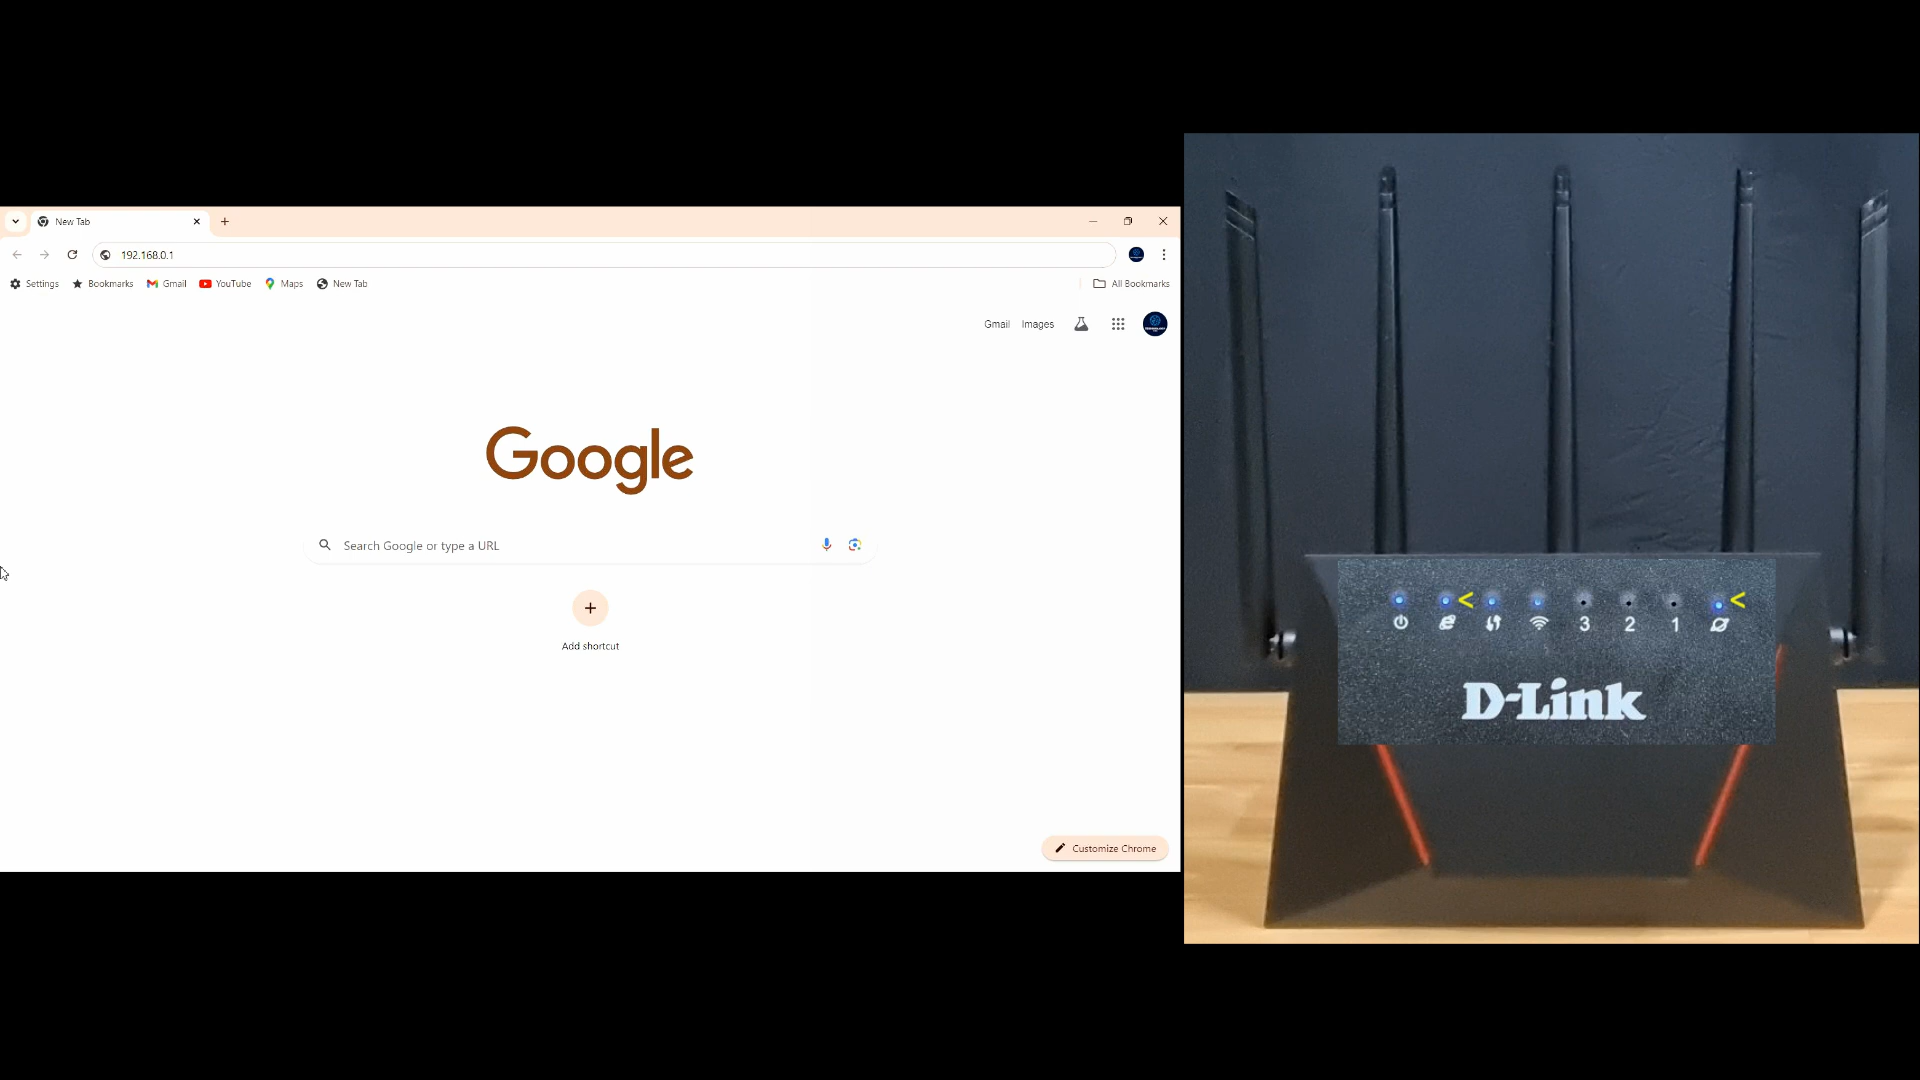 New Tab
192.168.0.1
Settings Bookmarks Gmail YouTube Maps New Tab All Bookmarks
Gmail Images
Google
Search Google or type a URL
Add shortcut
Customize Chrome
< <
3 2 1
D-Link